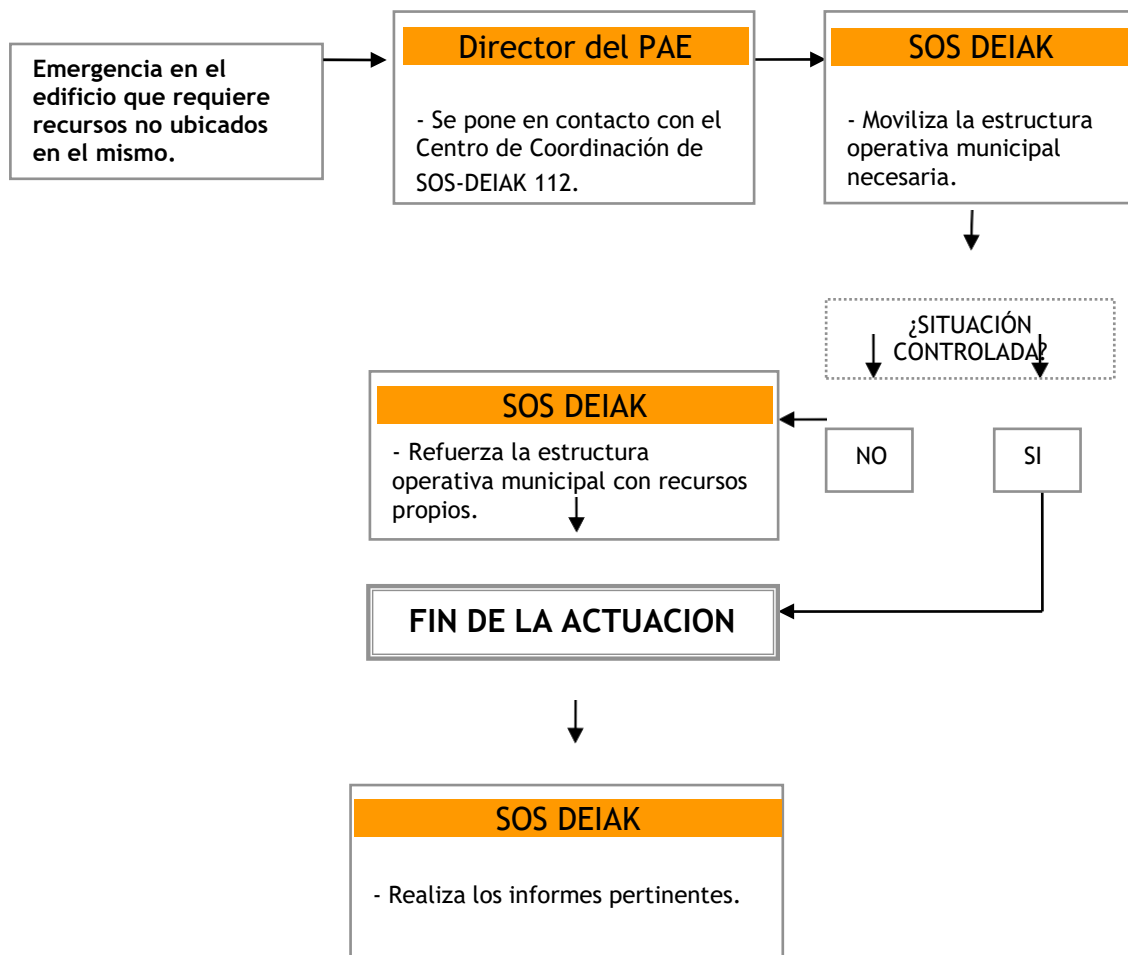 Emergencia en el
edificio que requiere
recursos no ubicados
en el mismo.
Director del PAE
- Se pone en contacto con el
Centro de Coordinación de
SOS-DEIAK 112.
SOS DEIAK
- Moviliza la estructura
operativa municipal
necesaria.
¿SITUACIÓN
CONTROLADA?
NO
SI
SOS DEIAK
- Refuerza la estructura
operativa municipal con recursos
propios.
FIN DE LA ACTUACION
SOS DEIAK
- Realiza los informes pertinentes.